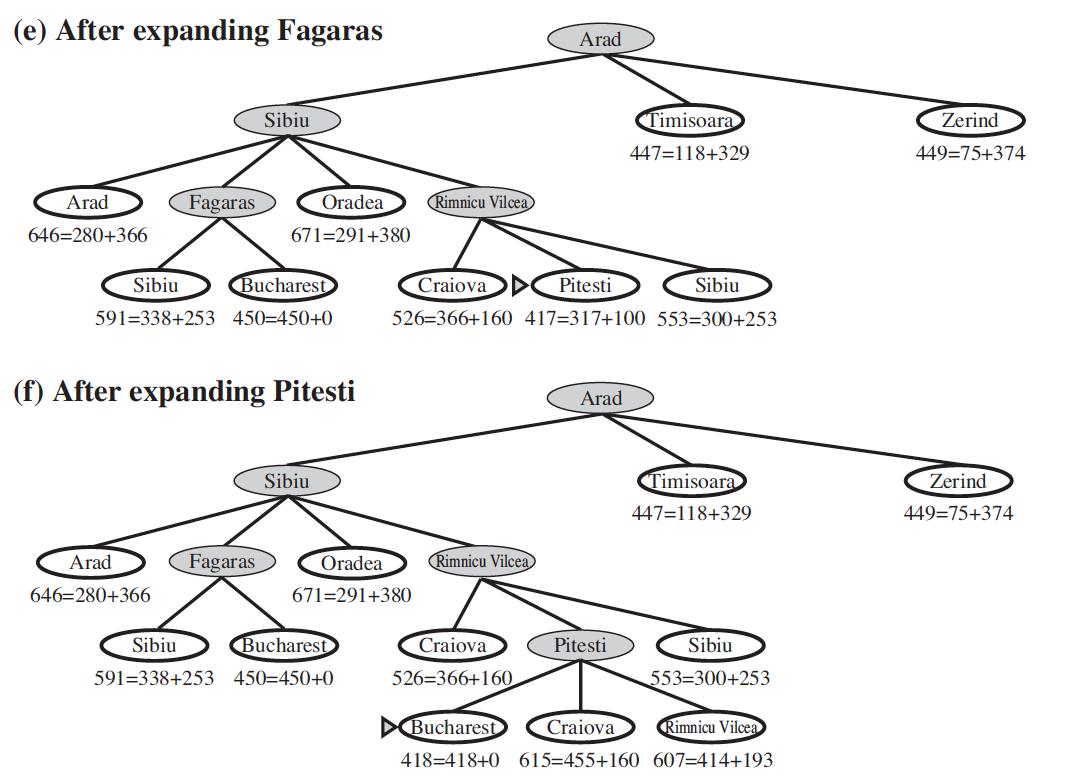 (e) After expanding Fagaras
Arad
Sibiu
Timisoara
Zerind
447=118+329
449=75+374
Arad
Fagaras
Oradea
Rimnicu Vilcea
646=280+366
671=291+380
Sibiu
Bucharest
Craiova
Pitesti
Sibiu
591=338+253
450=450+0
526=366+160
417=317+100
553=300+253
(f) After expanding Pitesti
Arad
Sibiu
Timisoara
Zerind
447=118+329
449=75+374
Arad
Fagaras
Oradea
Rimnicu Vilcea
646=280+366
671=291+380
Sibiu
Bucharest
Craiova
Pitesti
Sibiu
591=338+253
450=450+0
526=366+160
553=300+253
Bucharest
Craiova
Rimnicu Vilcea
418=418+0
615=455+160
607=414+193